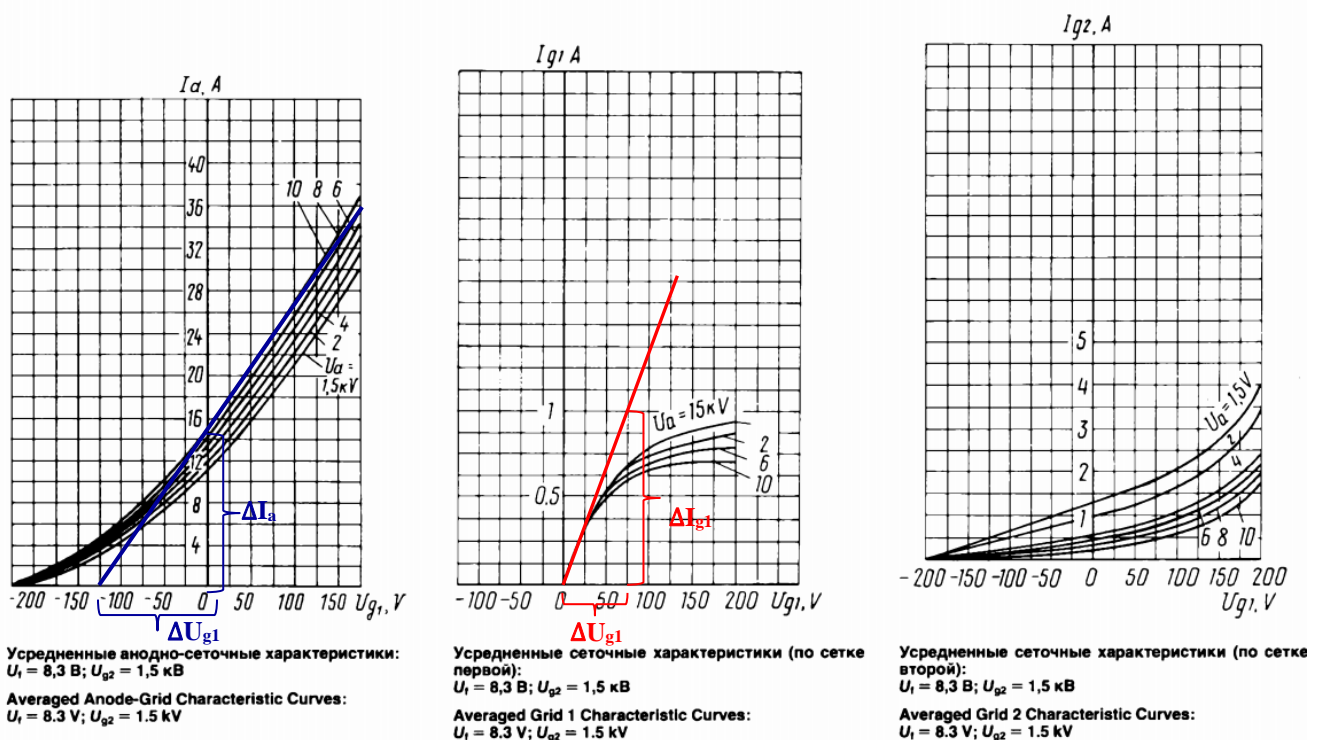 Ia, A
40
10 8 6
36
32
28
24
4
2
20
Ua =
1,5кV
16
12
8
ΔIa
4
-200 -150 -100 -50 0 50 100 150 Ug1, V
ΔUg1
Усредненные анодно-сеточные характеристики:
Uf = 8,3 В; Ug2 = 1,5 кВ
Averaged Anode-Grid Characteristic Curves:
Uf = 8.3 V; Ug2 = 1.5 kV
Ig1 A
1
Ua = 15кV
2
6
10
0.5
ΔIg1
-100 -50 0 50 100 150 200 Ug1, V
ΔUg1
Усредненные сеточные характеристики (по сетке
первой):
Uf = 8,3 В; Ug2 = 1,5 кВ
Averaged Grid 1 Characteristic Curves:
Uf = 8.3 V; Ug2 = 1.5 kV
Ig2, A
5
4
Ua = 1,5V
3
2
2
4
1
6 8 10
-200 -150 -100 -50 0 50 100 150 200
Ug1, V
Усредненные сеточные характеристики (по сетке
второй):
Uf = 8,3 В; Ug2 = 1,5 кВ
Averaged Grid 2 Characteristic Curves:
Uf = 8.3 V; Ug2 = 1.5 kV